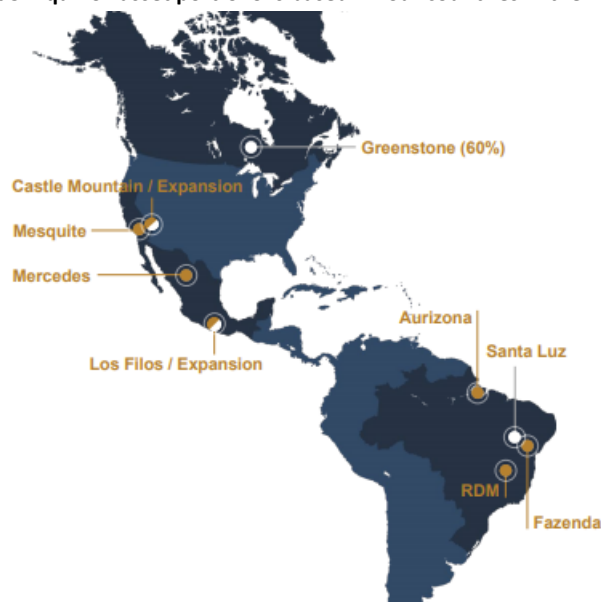 Greenstone (60%)
Castle Mountain / Expansion
Mesquite
Mercedes
Aurizona
Santa Luz
Los Filos / Expansion
RDM
Fazenda